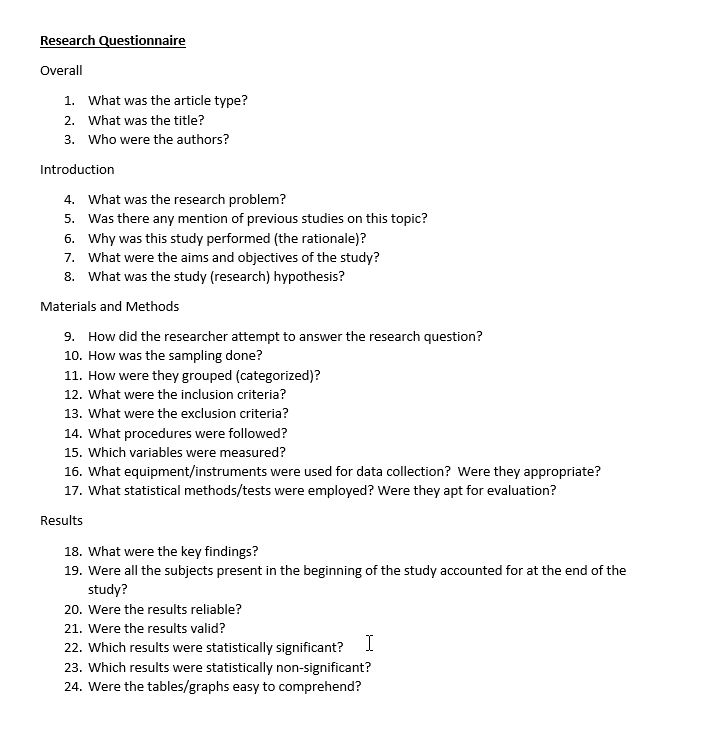 Research Questionnaire
Overall
1. What was the article type?
2. What was the title?
3. Who were the authors?
Introduction
4. What was the research problem?
5. Was there any mention of previous studies on this topic?
6. Why was this study performed (the rationale)?
7. What were the aims and objectives of the study?
8. What was the study (research) hypothesis?
Materials and Methods
9. How did the researcher attempt to answer the research question?
10. How was the sampling done?
11. How were they grouped (categorized)?
12. What were the inclusion criteria?
13. What were the exclusion criteria?
14. What procedures were followed?
15. Which variables were measured?
16. What equipment/instruments were used for data collection?  Were they appropriate?
17. What statistical methods/tests were employed? Were they apt for evaluation?
Results
18. What were the key findings?
19. Were all the subjects present in the beginning of the study accounted for at the end of the
study?
20. Were the results reliable?
21. Were the results valid?
22. Which results were statistically significant?
23. Which results were statistically non-significant?
24. Were the tables/graphs easy to comprehend?